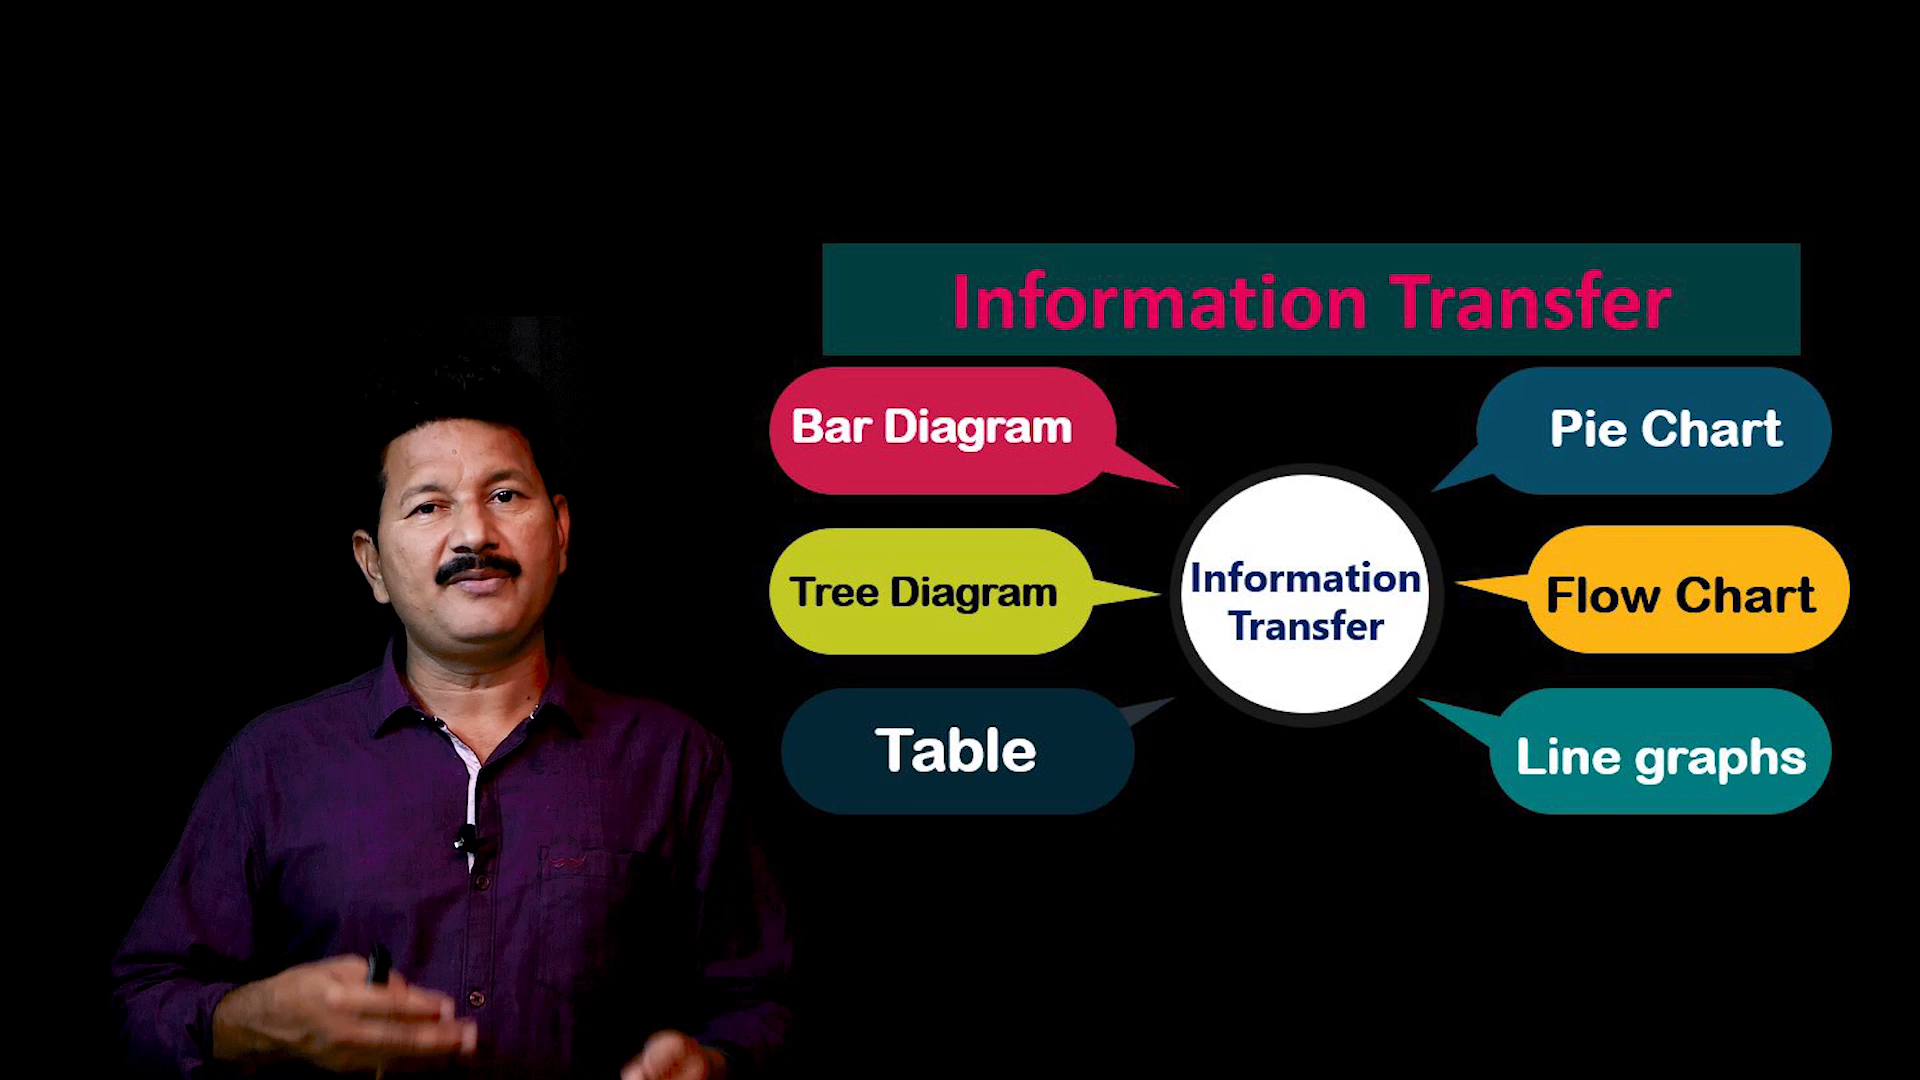 Information Transfer
Bar Diagram
Pie Chart
Tree Diagram
Information
Transfer
Flow Chart
Table
Line graphs